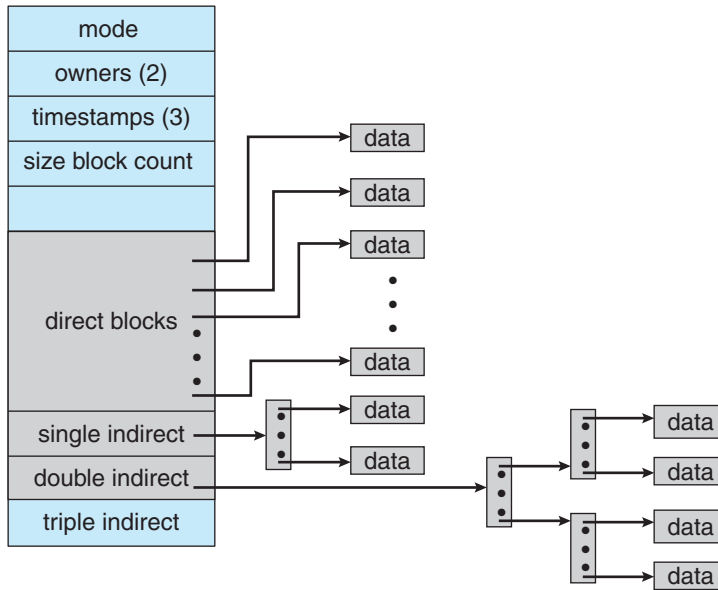 mode
owners (2)
timestamps (3)
size block count
direct blocks
single indirect
double indirect
triple indirect
data
data
data
data
data
data
data
data
data
data